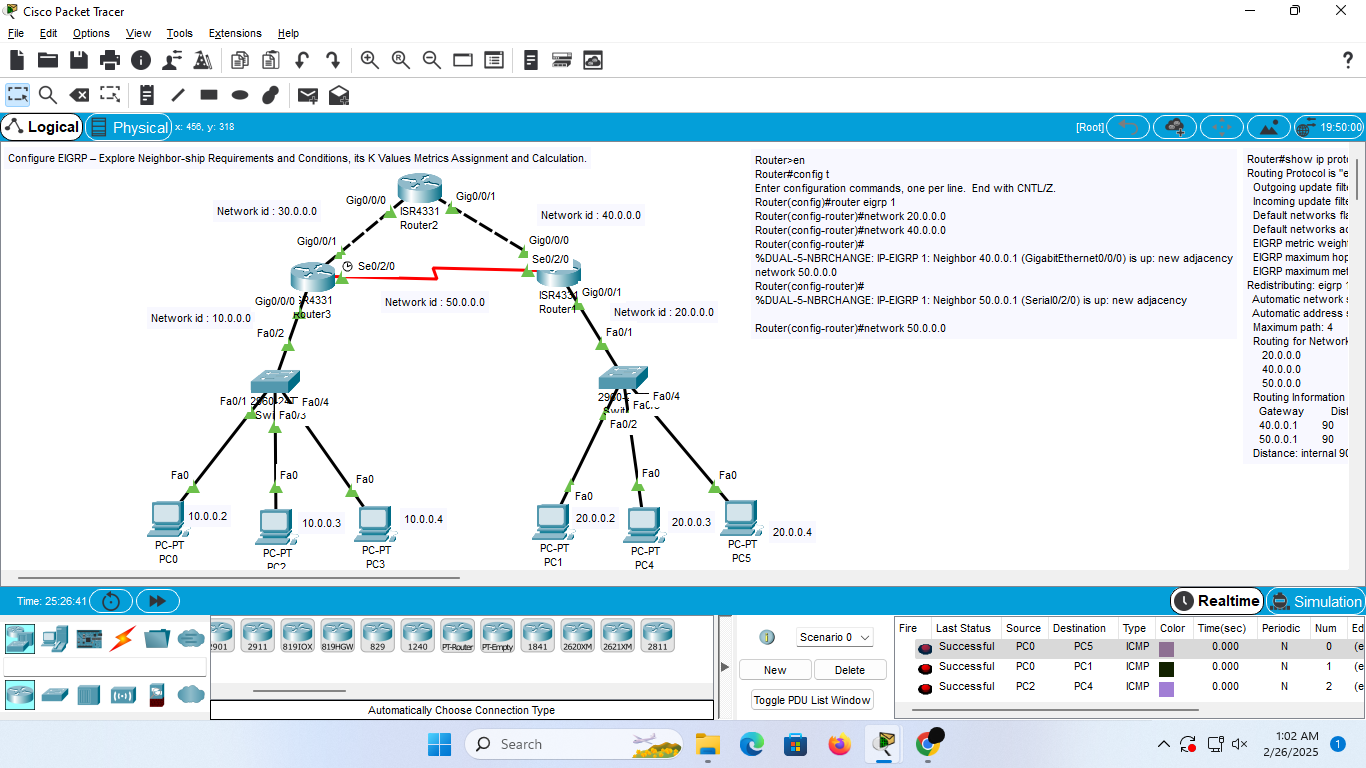 Cisco Packet Tracer
File Edit Options View Tools Extensions Help
Logical
Physical
x: 456, y: 318
[Root]
19:50:00
Configure EIGRP – Explore Neighbor-ship Requirements and Conditions, its K Values Metrics Assignment and Calculation.
Gig0/0/0
Gig0/0/1
ISR4331
Router2
Network id : 30.0.0.0
Network id : 40.0.0.0
Gig0/0/1
Gig0/0/0
Se0/2/0
Se0/2/0
Gig0/0/0
Gig0/0/1
Network id : 50.0.0.0
Network id : 10.0.0.0
Network id : 20.0.0.0
Fa0/2
Fa0/1
Fa0/1
Fa0/3
Fa0/4
Fa0/4
Fa0/2
Fa0
Fa0
Fa0
Fa0
Fa0
Fa0
10.0.0.2
10.0.0.3
10.0.0.4
20.0.0.2
20.0.0.3
20.0.0.4
PC-PT
PC0
PC-PT
PC2
PC-PT
PC3
PC-PT
PC1
PC-PT
PC4
PC-PT
PC5
Router>en
Router#config t
Enter configuration commands, one per line. End with CNTL/Z.
Router(config)#router eigrp 1
Router(config-router)#network 20.0.0.0
Router(config-router)#network 40.0.0.0
Router(config-router)#
%DUAL-5-NBRCHANGE: IP-EIGRP 1: Neighbor 40.0.0.1 (GigabitEthernet0/0/0) is up: new adjacency
network 50.0.0.0
Router(config-router)#
%DUAL-5-NBRCHANGE: IP-EIGRP 1: Neighbor 50.0.0.1 (Serial0/2/0) is up: new adjacency
Router(config-router)#network 50.0.0.0
Router#show ip proto
Routing Protocol is "e
Outgoing update filte
Incoming update filte
Default networks fla
Default networks ac
EIGRP metric weight
EIGRP maximum hop
EIGRP maximum met
Redistributing: eigrp
Automatic network s
Automatic address s
Maximum path: 4
Routing for Network
20.0.0.0
40.0.0.0
50.0.0.0
Routing Information
Gateway Dist
40.0.0.1 90
50.0.0.1 90
Distance: internal 90
Time: 25:26:41
Realtime
Simulation
2901 2911 819IOX 819HGW 829 1240 PT-Router PT-Empty 1841 2620XM 2621XM 2811
Automatically Choose Connection Type
Scenario 0
New Delete
Toggle PDU List Window
Fire Last Status Source Destination Type Color Time(sec) Periodic Num Ed
Successful PC0 PC5 ICMP 0.000 N 0 (e
Successful PC0 PC1 ICMP 0.000 N 1 (e
Successful PC2 PC4 ICMP 0.000 N 2 (e
Search
1:02 AM
2/26/2025
1